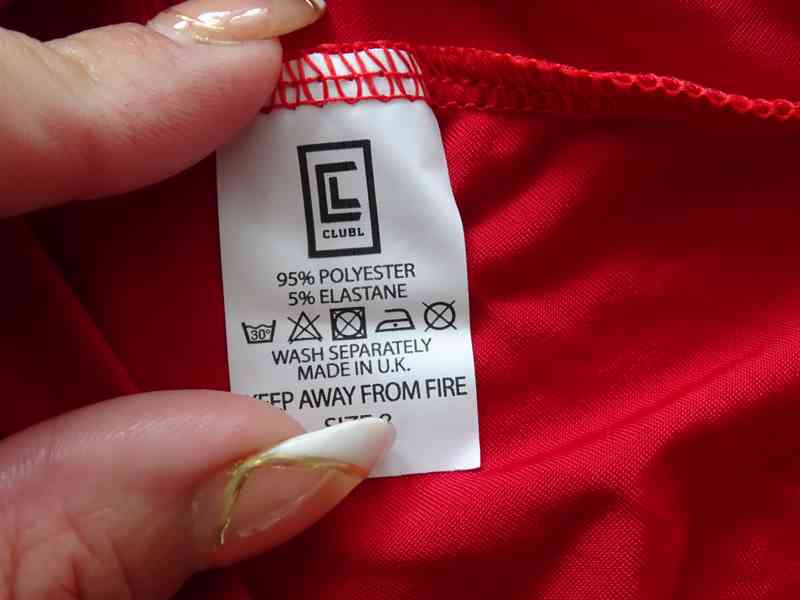 CLUBL
95% POLYESTER
5% ELASTANE
30°
WASH SEPARATELY
MADE IN U.K.
AWAY FROM FIRE
SIZE